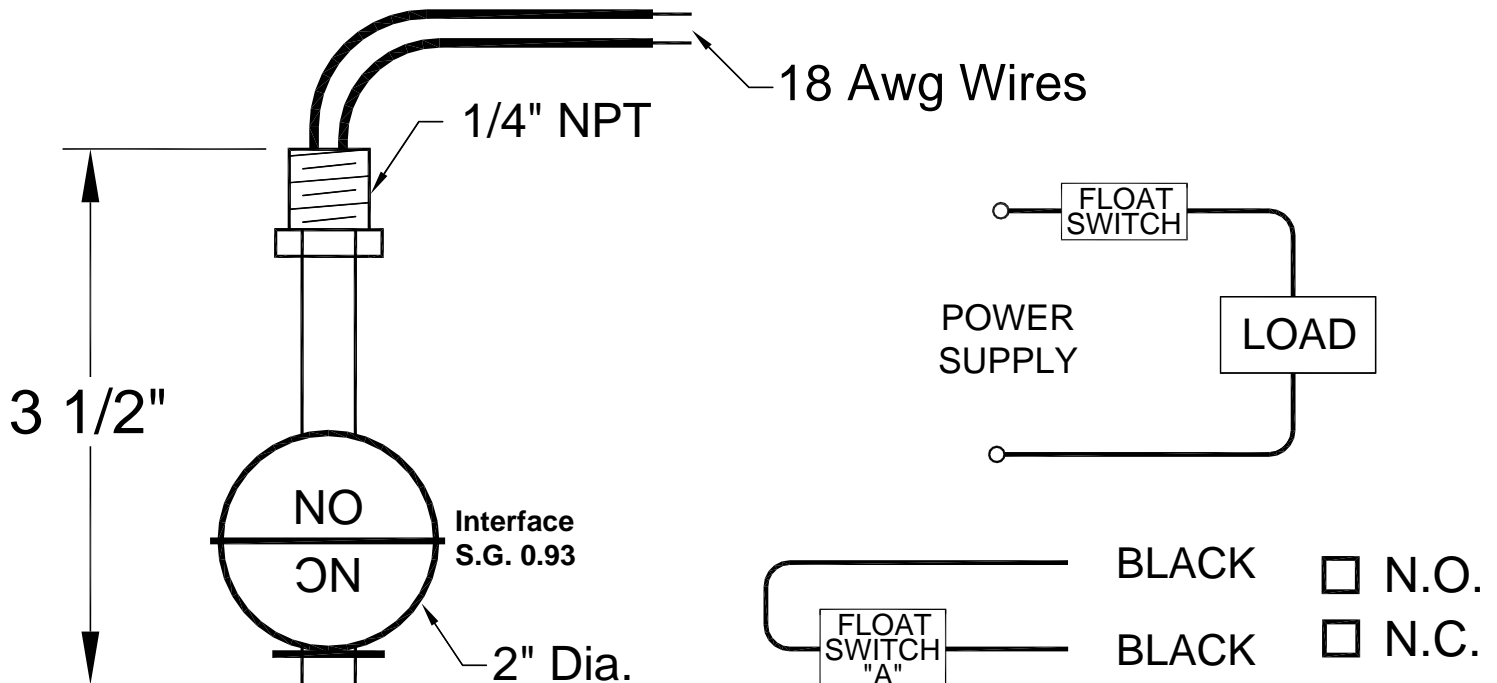 18 Awg Wires
1/4" NPT
3 1/2"
NO
NC
Interface
S.G. 0.93
2" Dia.
FLOAT
SWITCH
POWER
SUPPLY
LOAD
FLOAT
SWITCH
"A"
BLACK
BLACK
N.O.
N.C.